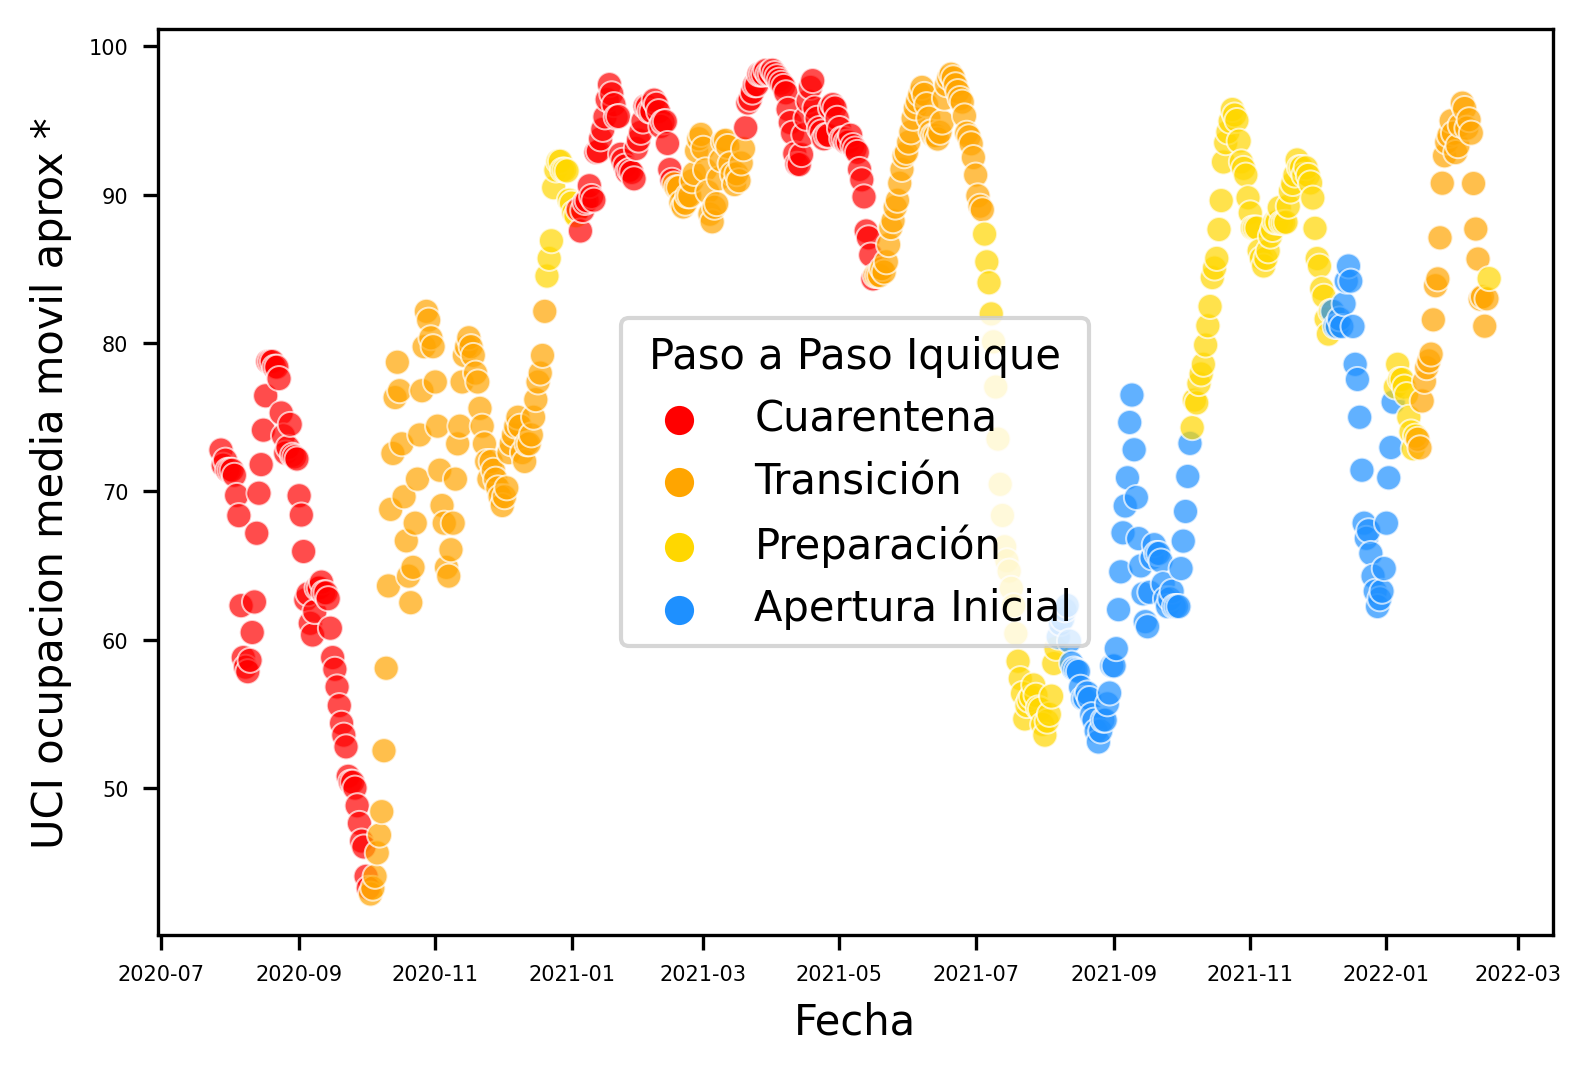 100
90
80
70
60
50
UCI ocupacion media movil aprox *
Paso a Paso Iquique
Cuarentena
Transición
Preparación
Apertura Inicial
2020-07 2020-09 2020-11 2021-01 2021-03 2021-05 2021-07 2021-09 2021-11 2022-01 2022-03
Fecha